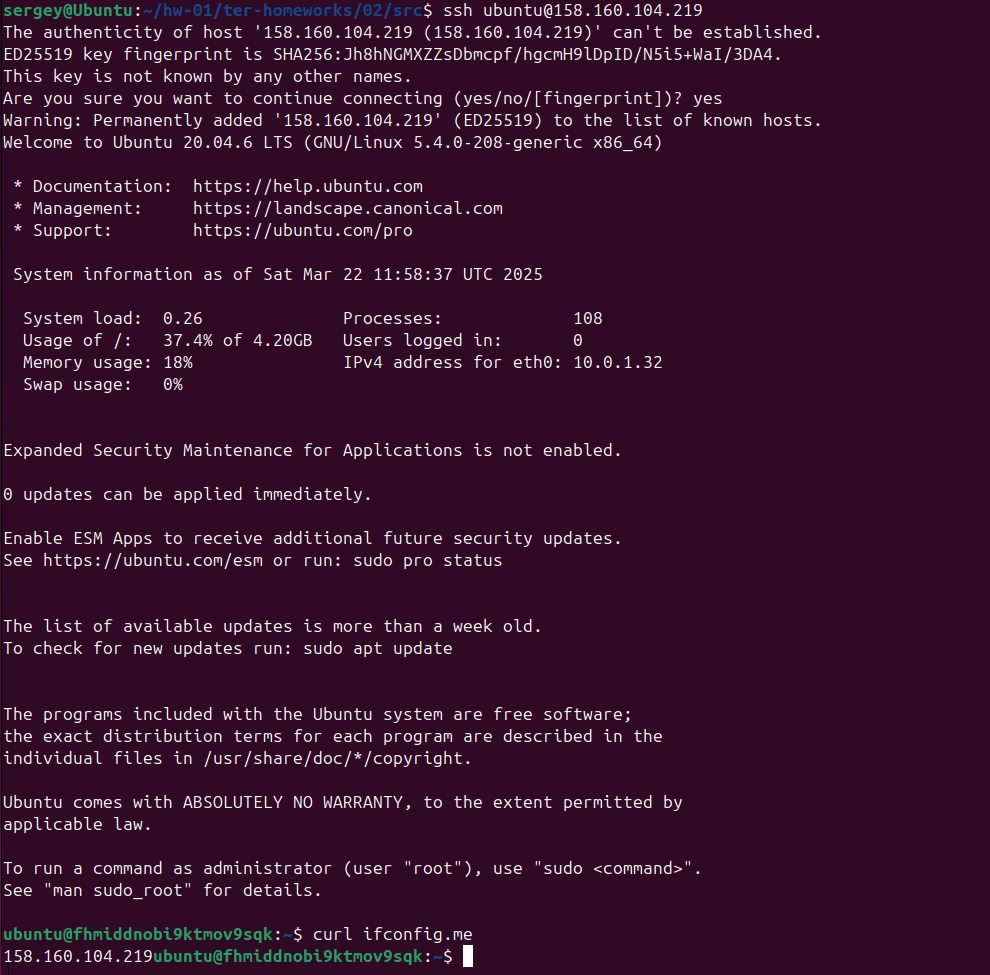 sergey@Ubuntu:~/hw-01/ter-homeworks/02/src$ ssh ubuntu@158.160.104.219
The authenticity of host '158.160.104.219 (158.160.104.219)' can't be established.
ED25519 key fingerprint is SHA256:Jh8hNGMXZZsDbmcpf/hgcmH9lDpID/N5i5+WaI/3DA4.
This key is not known by any other names.
Are you sure you want to continue connecting (yes/no/[fingerprint])? yes
Warning: Permanently added '158.160.104.219' (ED25519) to the list of known hosts.
Welcome to Ubuntu 20.04.6 LTS (GNU/Linux 5.4.0-208-generic x86_64)
* Documentation:  https://help.ubuntu.com
* Management:     https://landscape.canonical.com
* Support:        https://ubuntu.com/pro
System information as of Sat Mar 22 11:58:37 UTC 2025
System load:  0.26              Processes:             108
Usage of /:   37.4% of 4.20GB   Users logged in:       0
Memory usage: 18%               IPv4 address for eth0: 10.0.1.32
Swap usage:   0%
Expanded Security Maintenance for Applications is not enabled.
0 updates can be applied immediately.
Enable ESM Apps to receive additional future security updates.
See https://ubuntu.com/esm or run: sudo pro status
The list of available updates is more than a week old.
To check for new updates run: sudo apt update
The programs included with the Ubuntu system are free software;
the exact distribution terms for each program are described in the
individual files in /usr/share/doc/*/copyright.
Ubuntu comes with ABSOLUTELY NO WARRANTY, to the extent permitted by
applicable law.
To run a command as administrator (user "root"), use "sudo <command>".
See "man sudo_root" for details.
ubuntu@fhmiddnobi9ktmov9sqk:~$ curl ifconfig.me
158.160.104.219ubuntu@fhmiddnobi9ktmov9sqk:~$